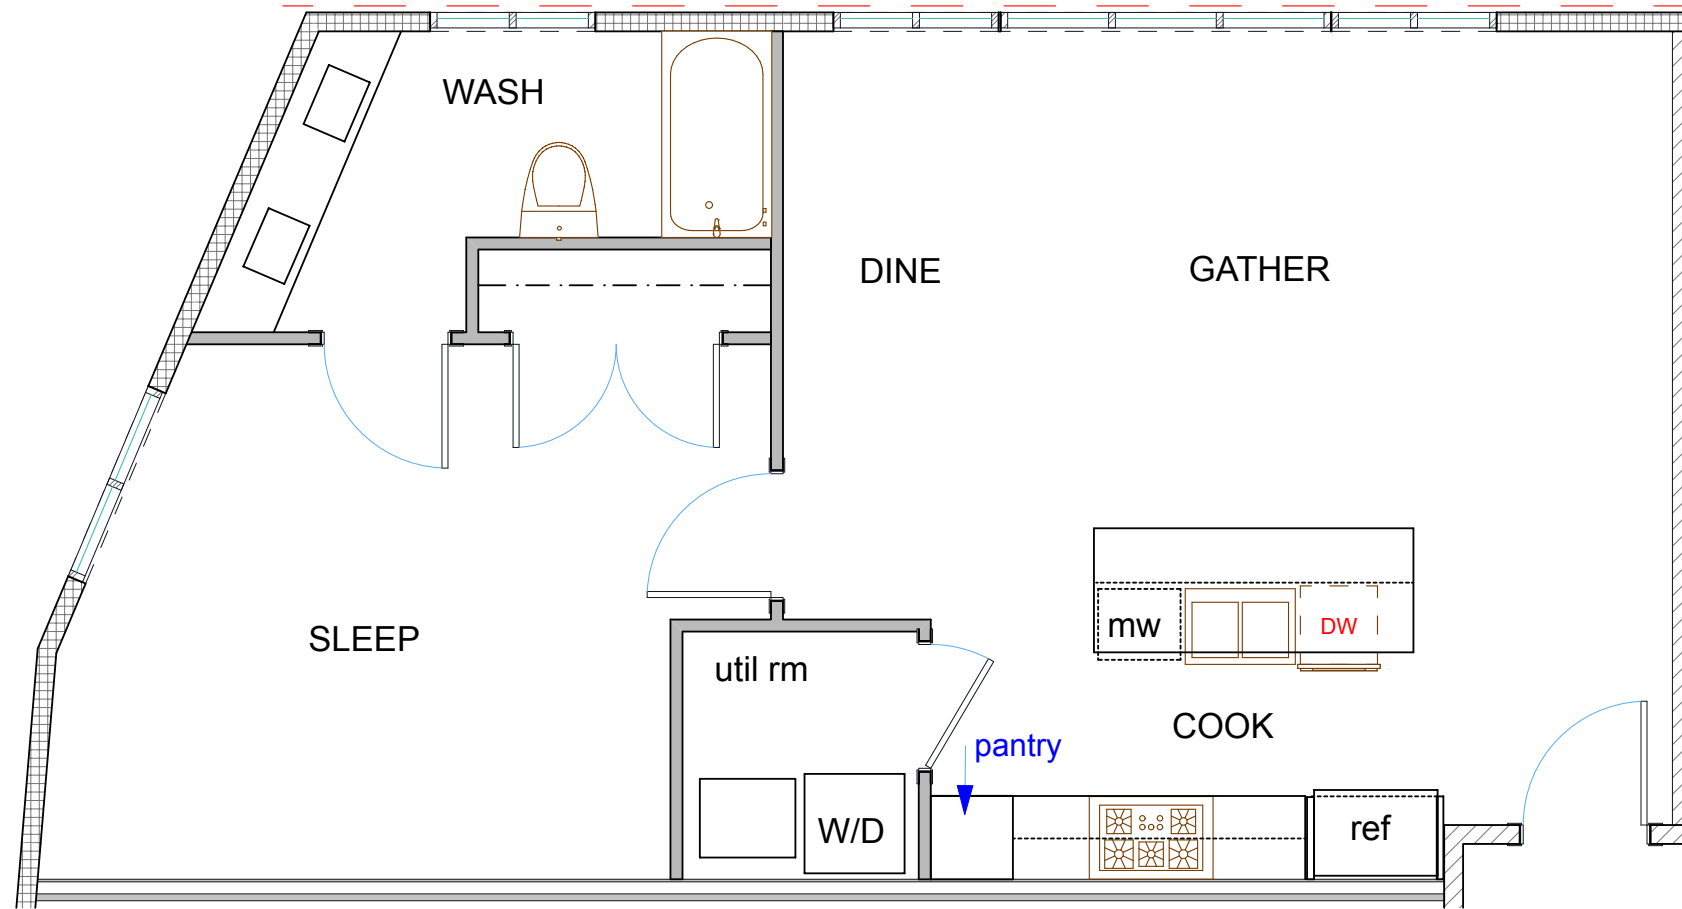 WASH
DINE
GATHER
SLEEP
mw
DW
util rm
COOK
pantry
W/D
ref